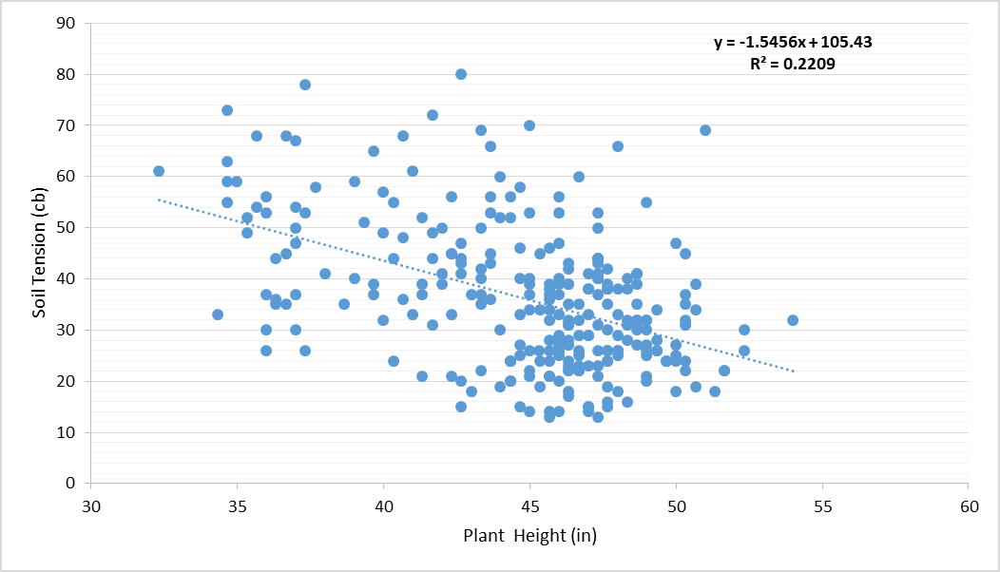 y = -1.5456x + 105.43
R² = 0.2209
90
80
70
60
50
40
30
20
10
0
Soil Tension (cb)
30 35 40 45 50 55 60
Plant Height (in)